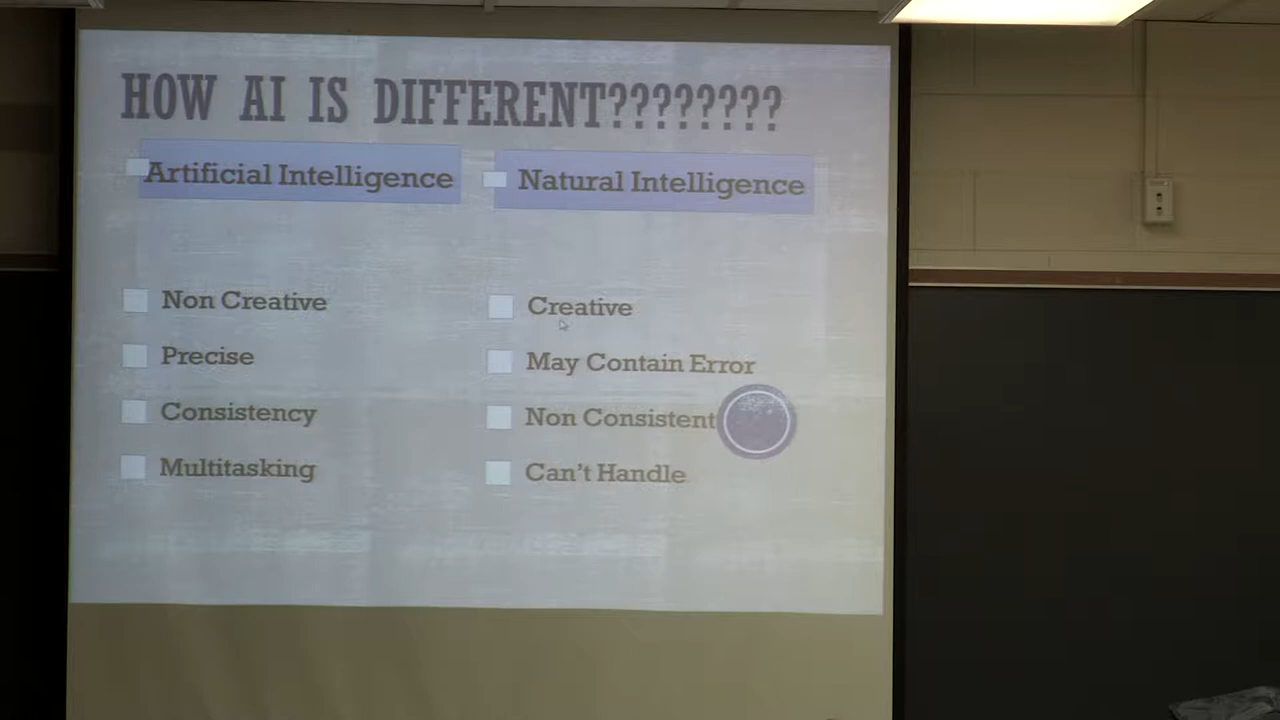 HOW AI IS DIFFERENT????????
Artificial Intelligence
Non Creative
Precise
Consistency
Multitasking
Natural Intelligence
Creative
May Contain Error
Non Consistent
Can't Handle